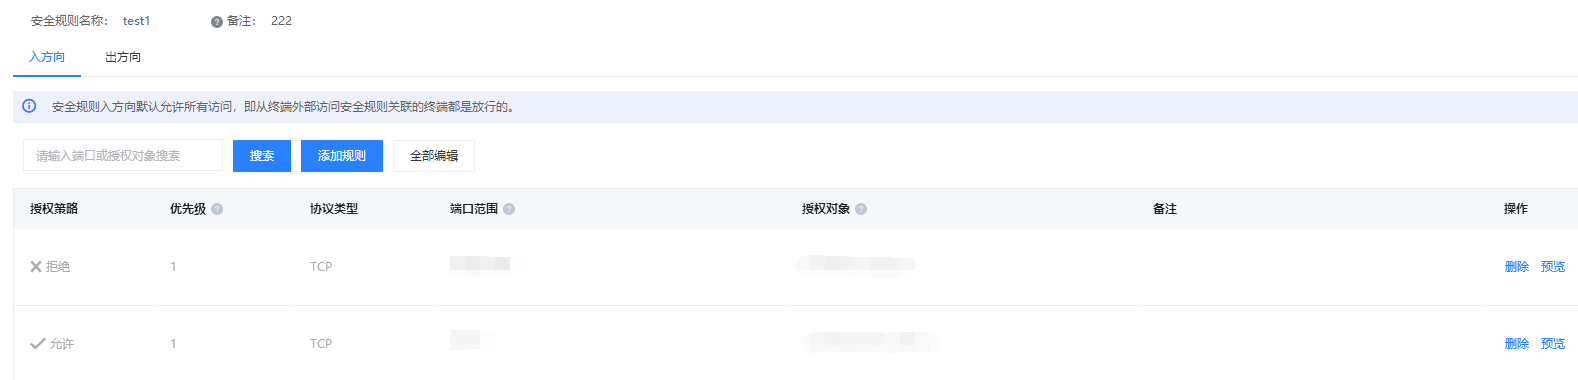 安全规则名称： test1 备注： 222
入方向 出方向
安全规则入方向默认允许所有访问，即从终端外部访问安全规则关联的终端都是放行的。
请输入端口或授权对象搜索 搜索 添加规则 全部编辑
授权策略 优先级 协议类型 端口范围 授权对象 备注 操作
拒绝 1 TCP 删除 预览
允许 1 TCP 删除 预览